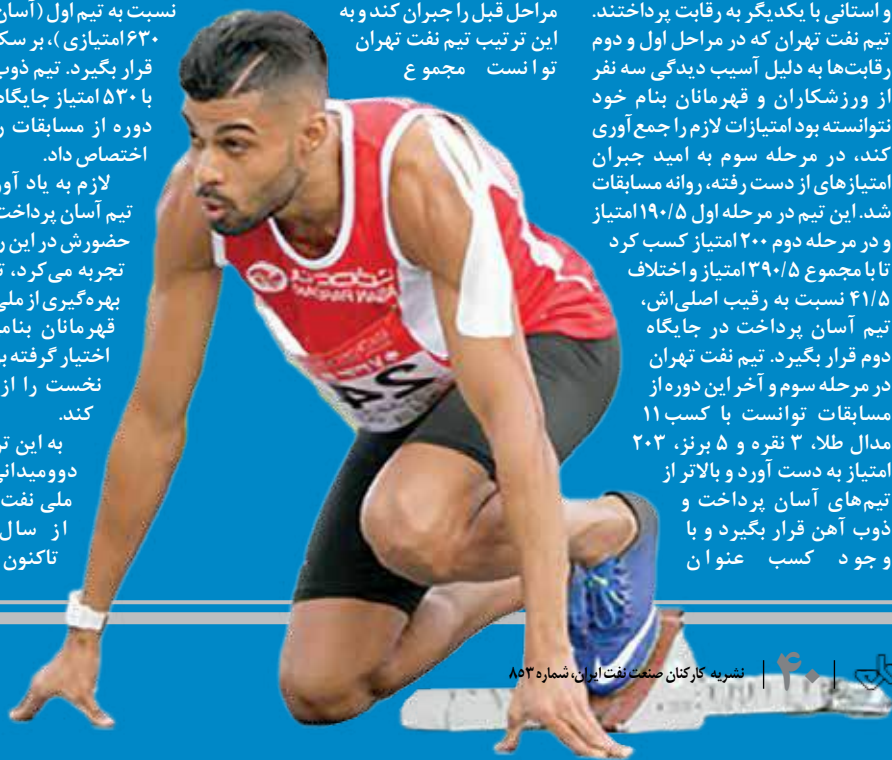 و استانی با یکدیگر به رقابت پرداختند.
تیم نفت تهران که در مراحل اول و دوم
رقابت‌ها به دلیل آسیب دیدگی سه نفر
از ورزشکاران و قهرمانان بنام خود
نتوانسته بود امتیازات لازم را جمع‌آوری
کند، در مرحله سوم به امید جبران
امتیازهای از دست رفته، روانه مسابقات
شد. این تیم در مرحله اول ۱۹۰/۵ امتیاز
و در مرحله دوم ۲۰۰ امتیاز کسب کرد
تا با مجموع ۳۹۰/۵ امتیاز و اختلاف
۴۱/۵ نسبت به رقیب اصلی‌اش،
تیم آسان پرداخت در جایگاه
دوم قرار بگیرد. تیم نفت تهران
در مرحله سوم و آخر این دوره از
مسابقات توانست با کسب ۱۱
مدال طلا، ۳ نقره و ۵ برنز، ۲۰۳
امتیاز به دست آورد و بالاتر از
تیم‌های آسان پرداخت و
ذوب آهن قرار بگیرد و با
وجود کسب عنوان
مراحل قبل را جبران کند و به
این ترتیب تیم نفت تهران
توانست مجموع
نسبت به تیم اول (آسان
۶۳۰ امتیازی)، بر سک
قرار بگیرد. تیم ذوب
با ۵۳۰ امتیاز جایگاه
دوره از مسابقات ر
اختصاص داد.
لازم به یاد آور
تیم آسان پرداخت
حضورش در این ر
تجربه می‌کرد، ت
بهره‌گیری از ملی
قهرمانان بنام
اختیار گرفته ب
نخست را از
کند.
به این تر
دوومیدانی
ملی نفت
از سال
تاکنون
۲۴
۴۰ | نشریه کارکنان صنعت نفت ایران، شماره ۸۵۳